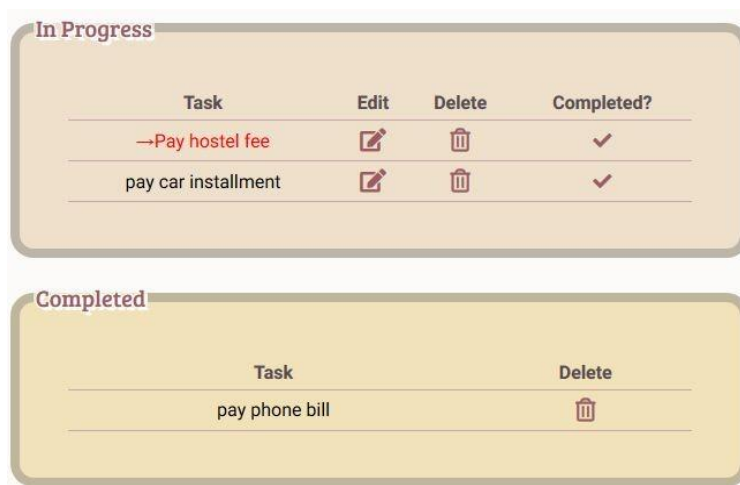 In Progress
Task Edit Delete Completed?
→Pay hostel fee
pay car installment
Completed
Task Delete
pay phone bill